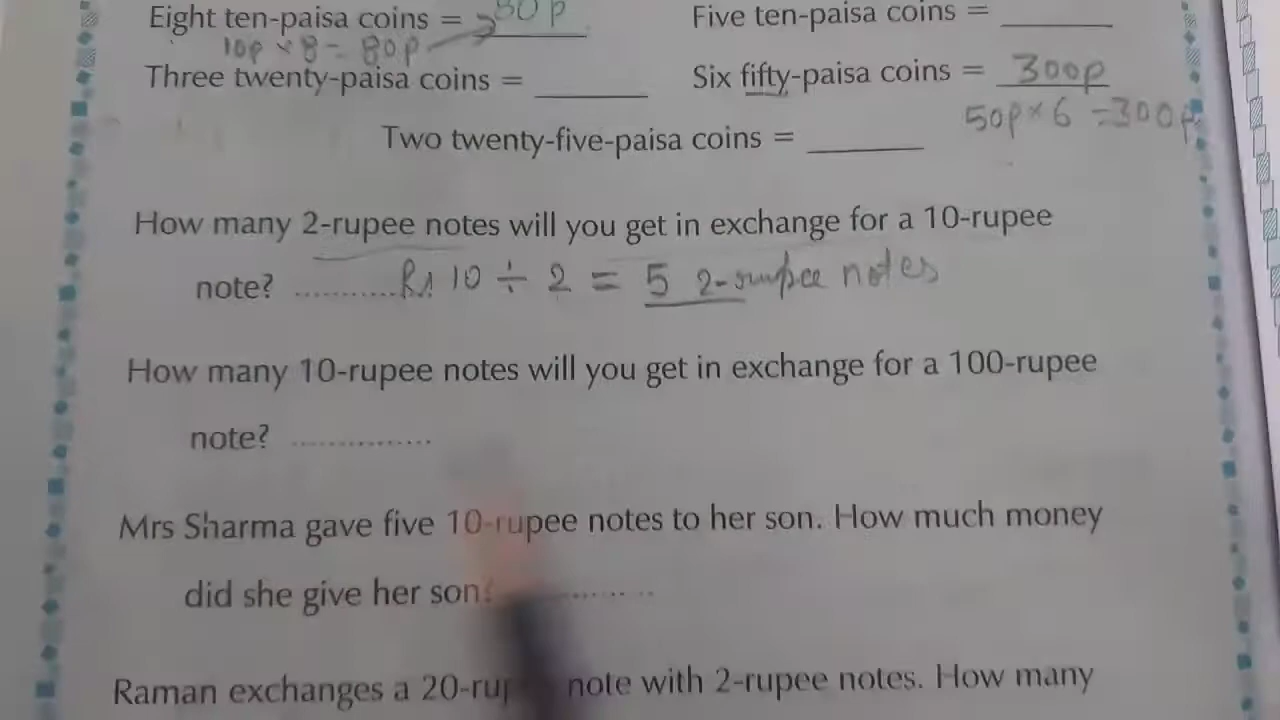 Eight ten-paisa coins = 80p
Five ten-paisa coins = ______
10p × 8 = 80p
Three twenty-paisa coins = ______
Six fifty-paisa coins = 300p
50p × 6 = 300p
Two twenty-five-paisa coins = ______
How many 2-rupee notes will you get in exchange for a 10-rupee
note? ........... Rs 10 ÷ 2 = 5 2-rupee notes
How many 10-rupee notes will you get in exchange for a 100-rupee
note? ...............
Mrs Sharma gave five 10-rupee notes to her son. How much money
did she give her son? ............
Raman exchanges a 20-rup note with 2-rupee notes. How many